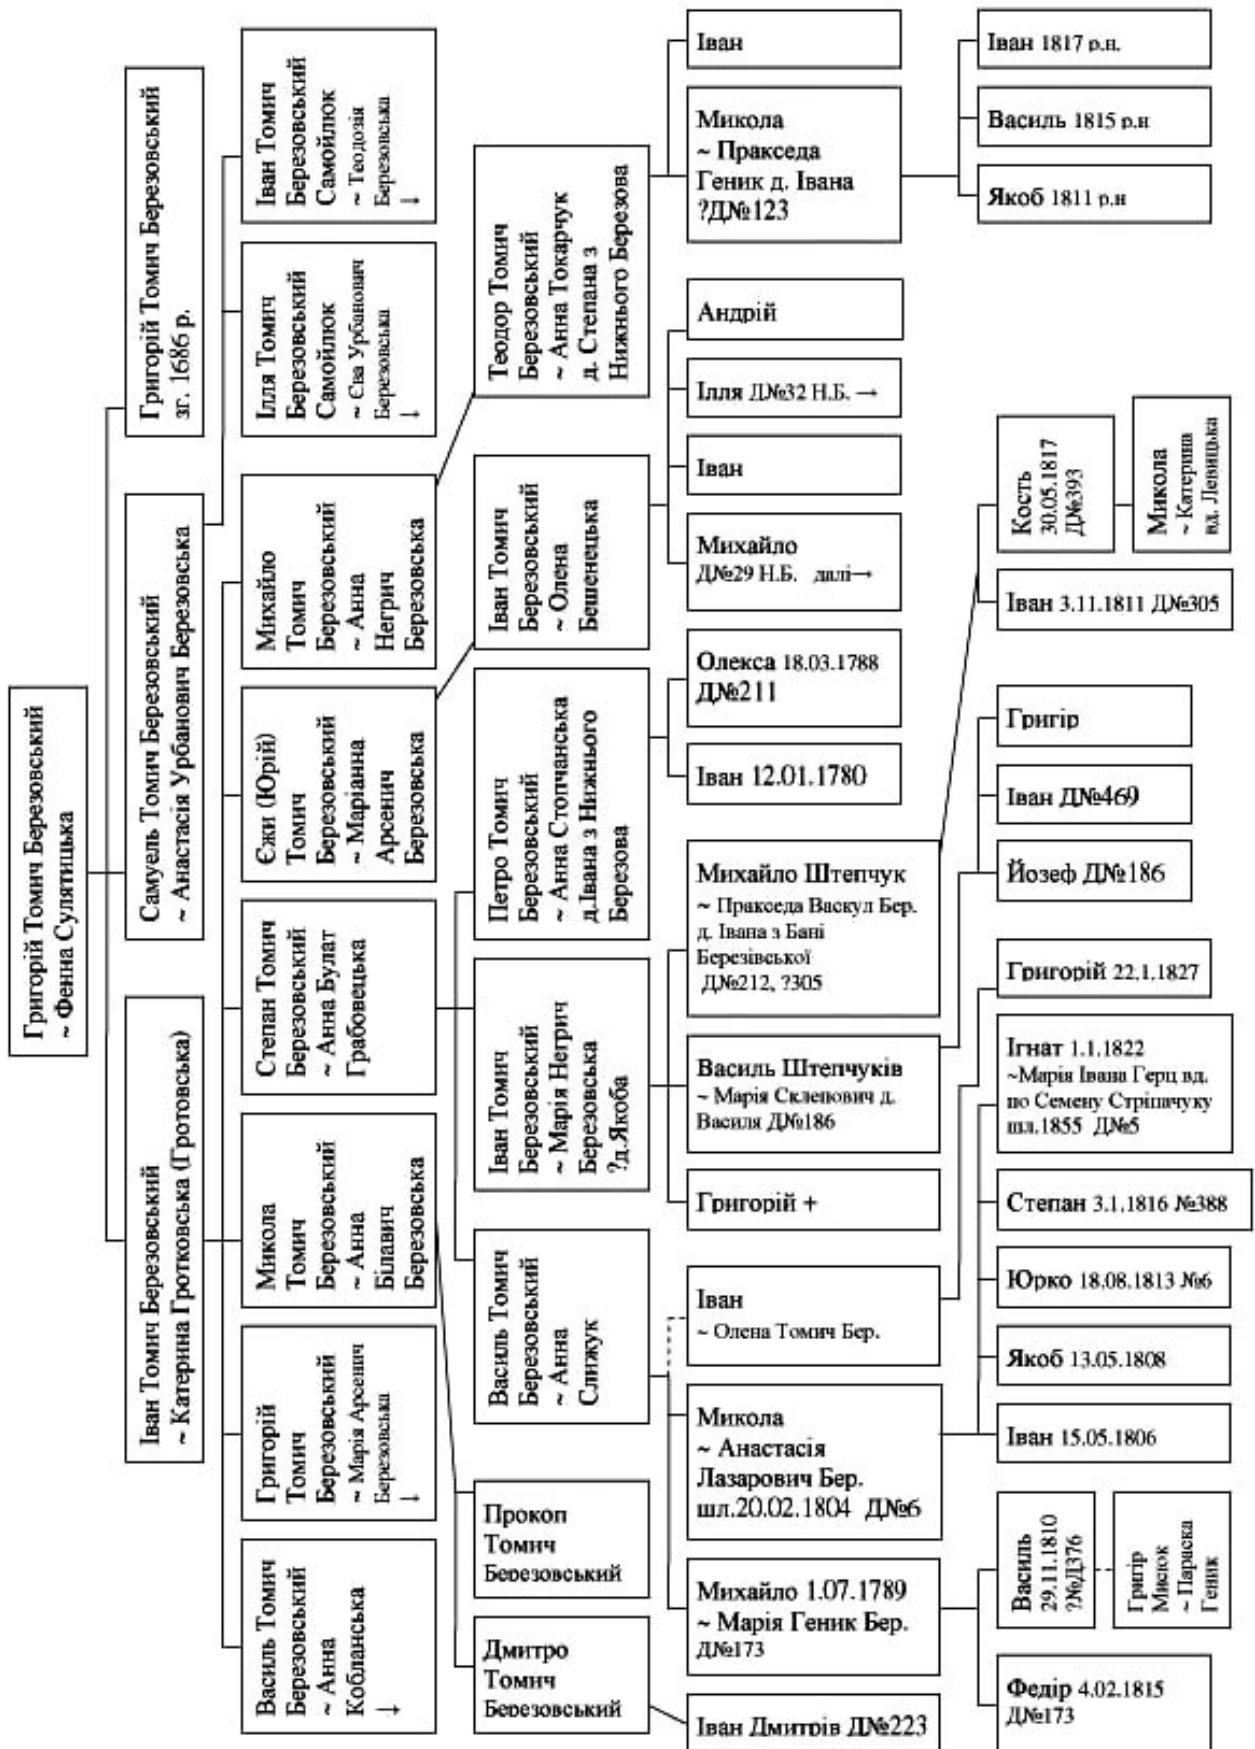 Григорій Томич Березовський
~ Фенна Сулятицька
Іван Томич Березовський
~ Катерина Гротковська (Гротовська)
Самуель Томич Березовський
~ Анастасія Урбанович Березовська
Григорій Томич Березовський
зг. 1686 р.
Василь Томич
Березовський
~ Анна
Кобланська
↓
Григорій
Томич
Березовський
~ Марія Арсенич
Березовська
↓
Микола
Томич
Березовський
~ Анна
Білавич
Березовська
Степан Томич
Березовський
~ Анна Булат
Грабовецька
Єжи (Юрій)
Томич
Березовський
~ Маріанна
Арсенич
Березовська
Михайло
Томич
Березовський
~ Анна
Негрич
Березовська
Ілля Томич
Березовський
Самойлюк
~ Єва Урбанович
Березовська
↓
Іван Томич
Березовський
Самойлюк
~ Теодозія
Березовська
↓
Дмитро
Томич
Березовський
Прокоп
Томич
Березовський
Василь Томич
Березовський
~ Анна
Слижук
Іван Томич
Березовський
~ Марія Негрич
Березовська
?д.Якоба
Петро Томич
Березовський
~ Анна Стопчанська
д.Івана з Нижнього
Березова
Іван Томич
Березовський
~ Олена
Бешенецька
Теодор Томич
Березовський
~ Анна Токарчук
д. Степана з
Нижнього Березова
Іван
Микола
~ Пракседа
Геник д. Івана
?Д№123
Андрій
Ілля Д№32 Н.Б. →
Іван
Михайло
Д№29 Н.Б. далі→
Олекса 18.03.1788
Д№211
Іван 12.01.1780
Михайло Штепчук
~ Пракседа Васкул Бер.
д. Івана з Бані
Березівської
Д№212, ?305
Василь Штепчуків
~ Марія Склепович д.
Василя Д№186
Григорій +
Іван
~ Олена Томич Бер.
Микола
~ Анастасія
Лазарович Бер.
шл.20.02.1804 Д№6
Михайло 1.07.1789
~ Марія Геник Бер.
Д№173
Іван Дмитрів Д№223
Іван 1817 р.н.
Василь 1815 р.н
Якоб 1811 р.н
Кость
30.05.1817
Д№393
Микола
~ Катерина
вд. Левицька
Іван 3.11.1811 Д№305
Григір
Іван Д№469
Йозеф Д№186
Григорій 22.1.1827
Ігнат 1.1.1822
~Марія Івана Герц вд.
по Семену Стріпачуку
шл.1855 Д№5
Степан 3.1.1816 №388
Юрко 18.08.1813 №6
Якоб 13.05.1808
Іван 15.05.1806
Василь
29.11.1810
?№Д376
Григір
Мисюк
~ Параска
Геник
Федір 4.02.1815
Д№173